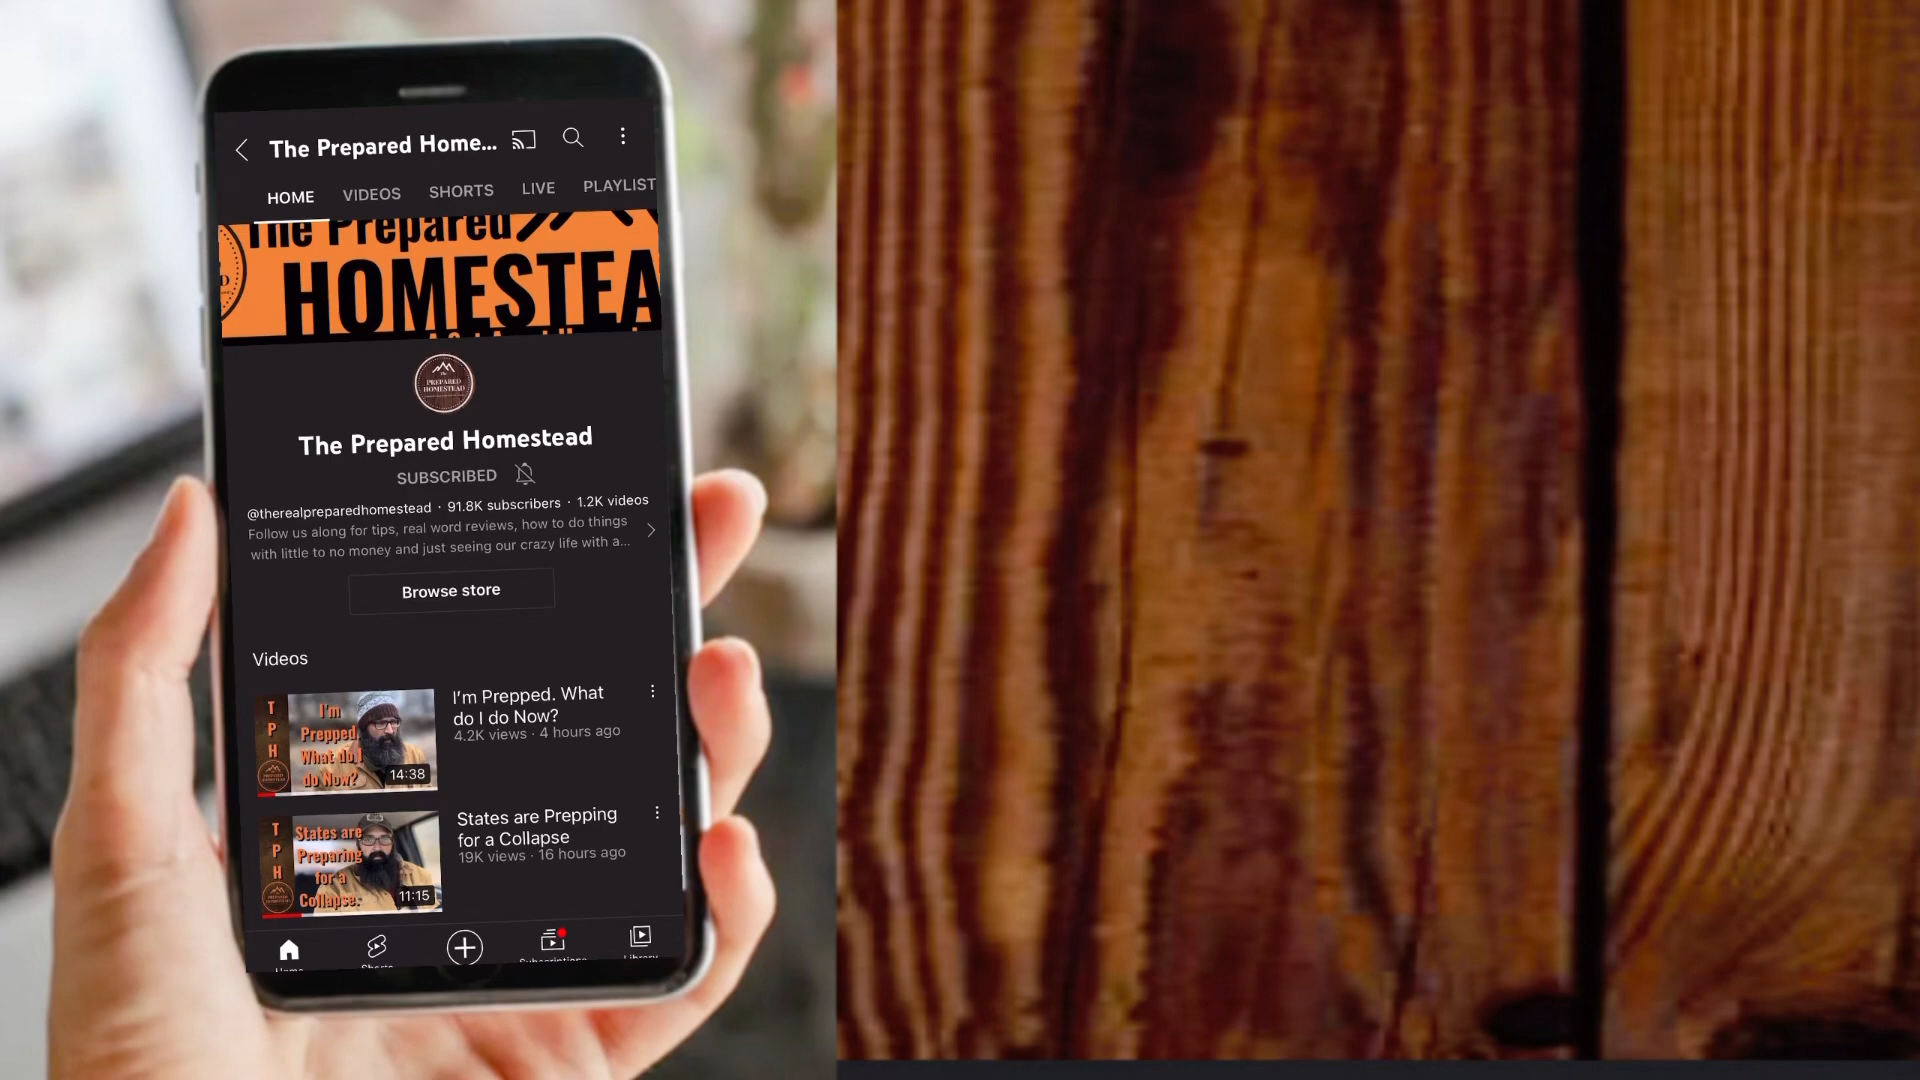 The Prepared Home...
HOME VIDEOS SHORTS LIVE PLAYLIST
The Prepared
HOMESTEA
PREPARED
HOMESTEAD
The Prepared Homestead
SUBSCRIBED
@therealpreparedhomestead · 91.8K subscribers · 1.2K videos
Follow us along for tips, real word reviews, how to do things
with little to no money and just seeing our crazy life with a...
Browse store
Videos
T
P
H
I'm
Prepped.
What do I
do Now?
14:38
I'm Prepped. What
do I do Now?
4.2K views · 4 hours ago
T
P
H
States are
Preparing
for a
Collapse.
11:15
States are Prepping
for a Collapse
19K views · 16 hours ago
Home Shorts Subscriptions Library